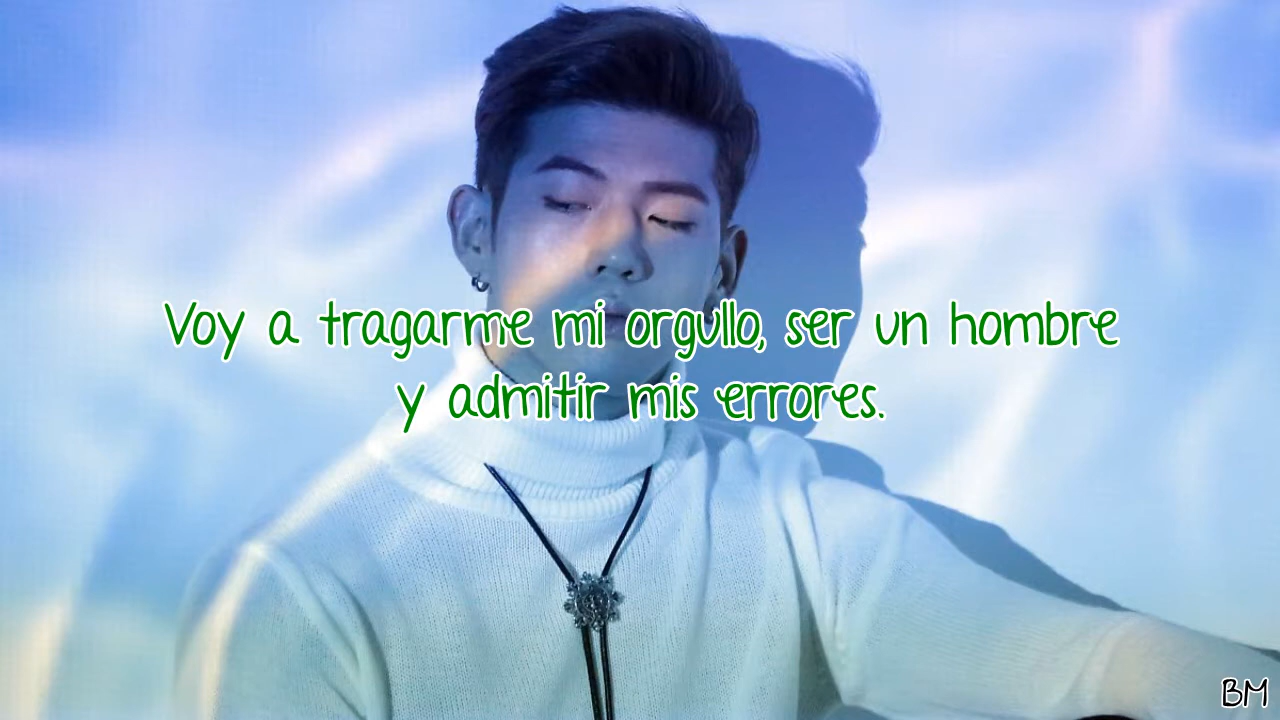 Voy a tragarme mi orgullo, ser un hombre
y admitir mis errores.
BM